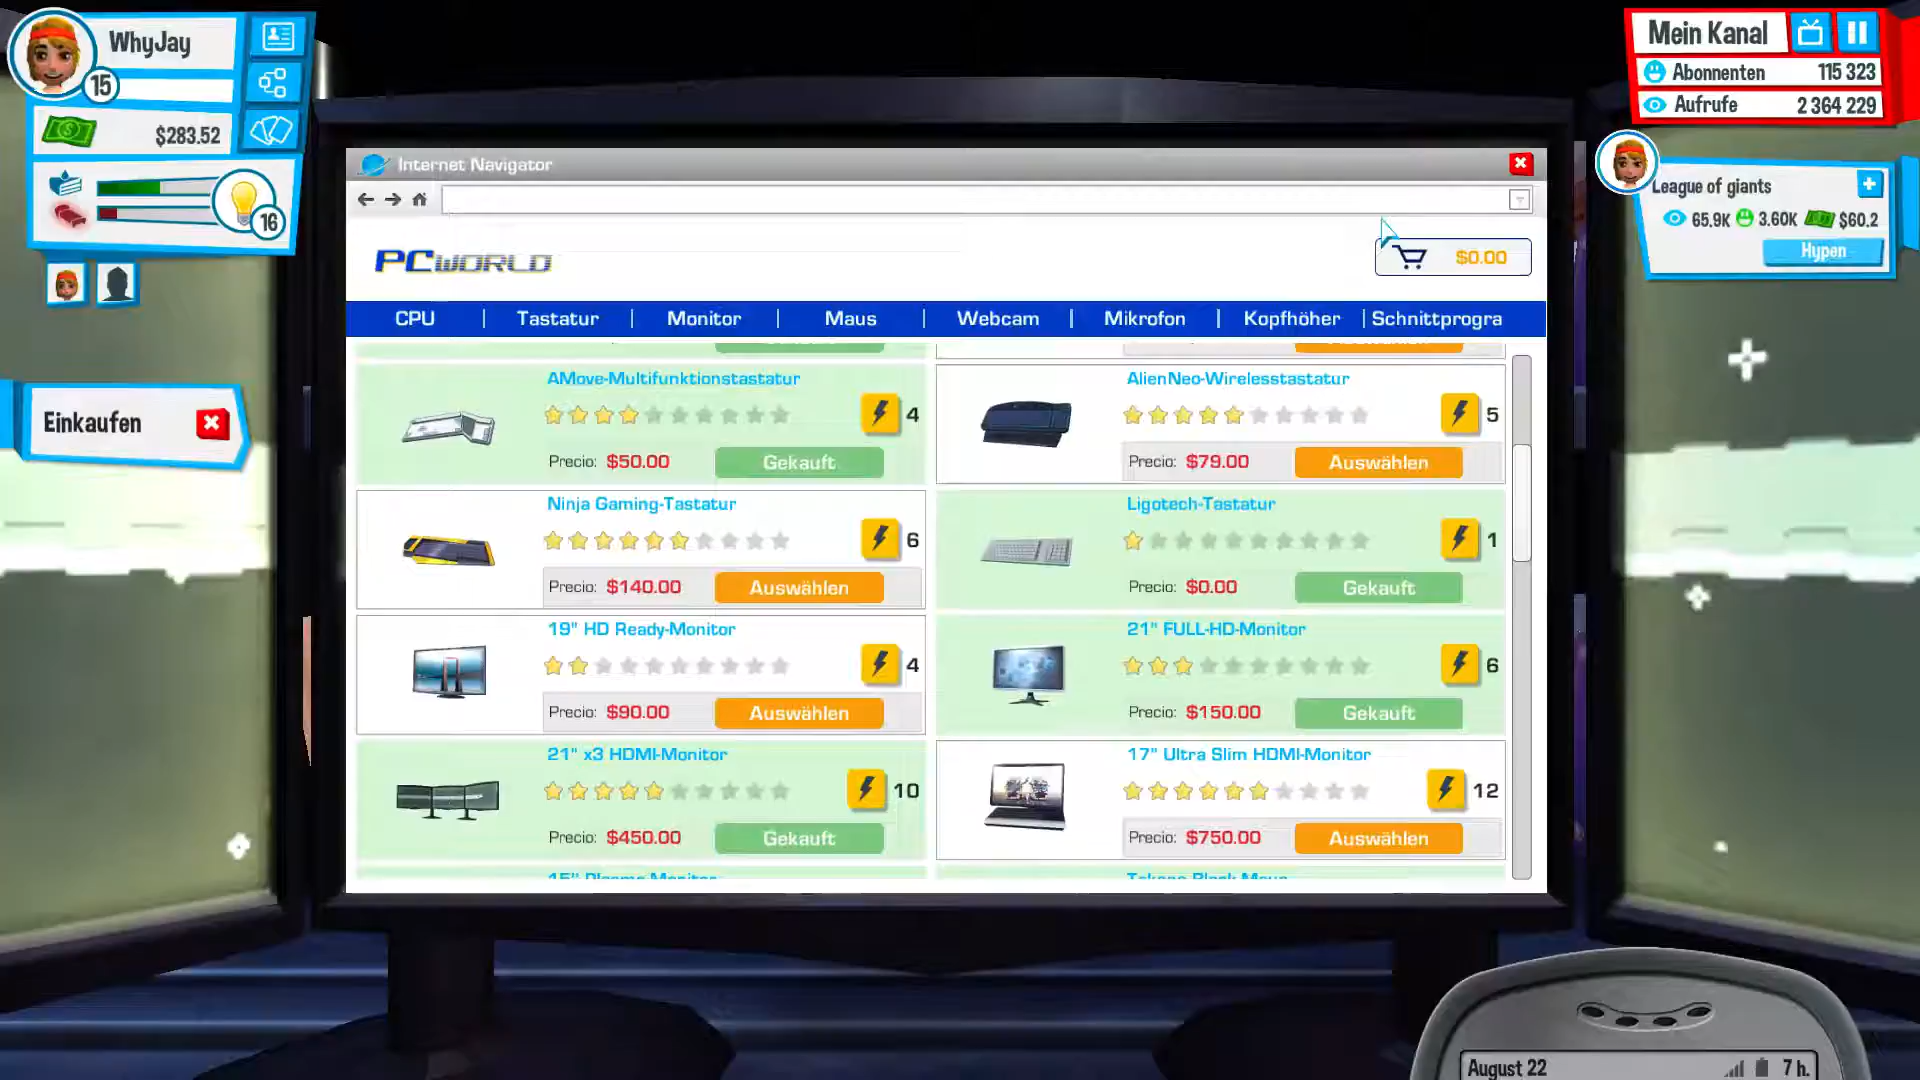 WhyJay
15
$283.52
16
Mein Kanal
Abonnenten 115 323
Aufrufe 2 364 229
League of giants
65.9K 3.60K $60.2
Hypen
Einkaufen
Internet Navigator
PCWORLD
$0.00
CPU | Tastatur | Monitor | Maus | Webcam | Mikrofon | Kopfhöher | Schnittprogra
AMove-Multifunktionstastatur
4
Precio: $50.00 Gekauft
AlienNeo-Wirelesstastatur
5
Precio: $79.00 Auswählen
Ninja Gaming-Tastatur
6
Precio: $140.00 Auswählen
Ligotech-Tastatur
1
Precio: $0.00 Gekauft
19" HD Ready-Monitor
4
Precio: $90.00 Auswählen
21" FULL-HD-Monitor
6
Precio: $150.00 Gekauft
21" x3 HDMI-Monitor
10
Precio: $450.00 Gekauft
17" Ultra Slim HDMI-Monitor
12
Precio: $750.00 Auswählen
August 22
7 h.